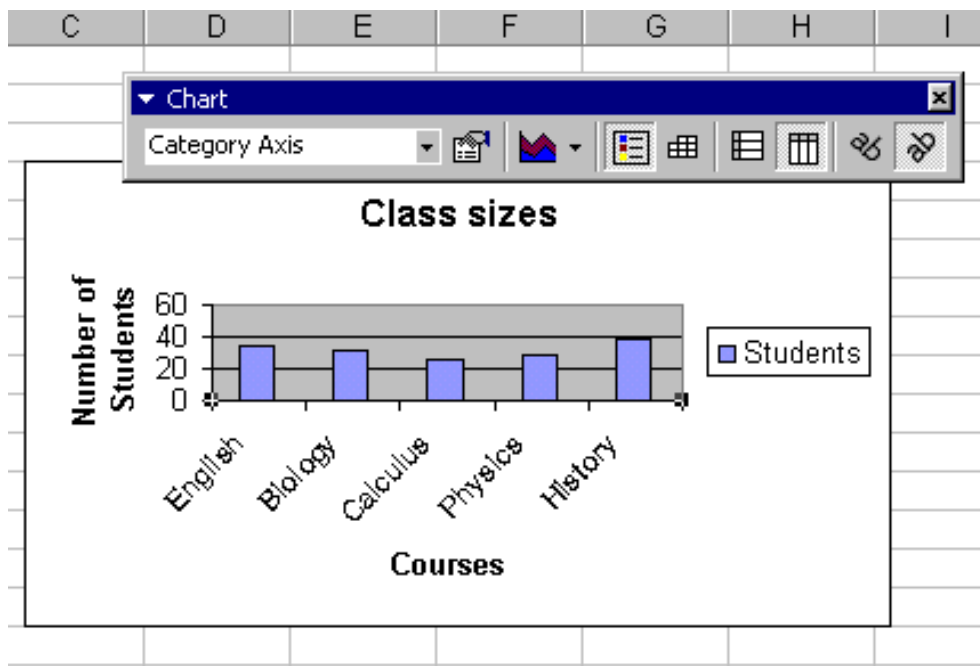 C D E F G H I
Chart
Category Axis
Class sizes
Number of
Students
60
40
20
0
Students
English Biology Calculus Physics History
Courses